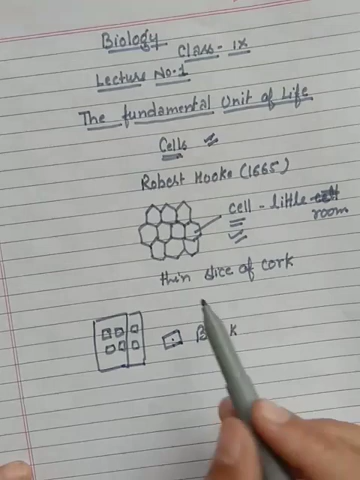 Biology Class-IX
Lecture No.1
The fundamental Unit of Life
Cells
Robert Hooke (1665)
cell - little
room
thin slice of cork